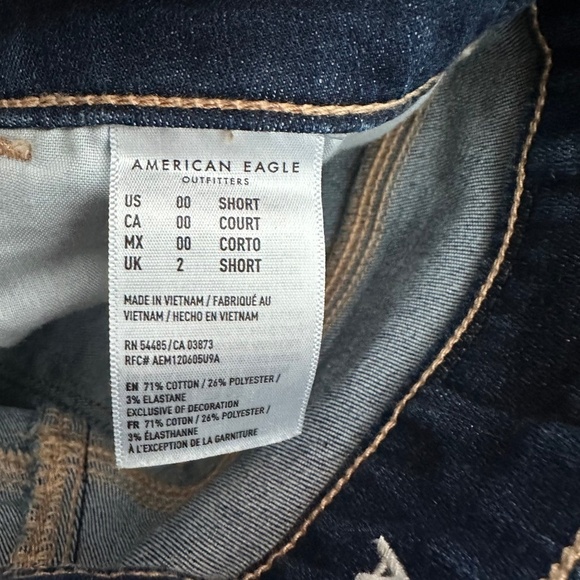 AMERICAN EAGLE
OUTFITTERS
US 00 SHORT
CA 00 COURT
MX 00 CORTO
UK 2 SHORT
MADE IN VIETNAM / FABRIQUÉ AU
VIETNAM / HECHO EN VIETNAM
RN 54485/CA 03873
RFC# AEM120605U9A
EN 71% COTTON / 26% POLYESTER /
3% ELASTANE
EXCLUSIVE OF DECORATION
FR 71% COTON / 26% POLYESTER /
3% ÉLASTHANNE
À L'EXCEPTION DE LA GARNITURE